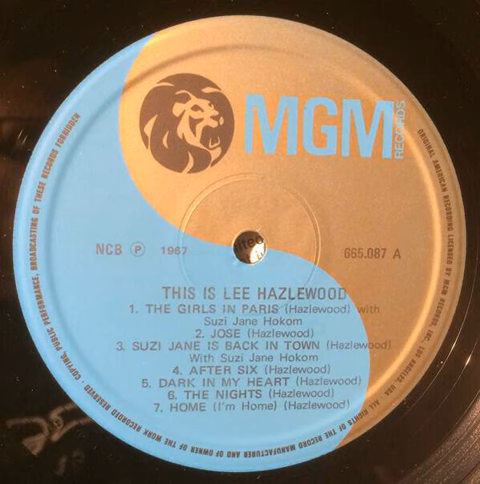 MGM
RECORDS
NCB ℗ 1967
665.087 A
THIS IS LEE HAZLEWOOD
1. THE GIRLS IN PARIS (Hazlewood) with
Suzi Jane Hokom
2. JOSE (Hazlewood)
3. SUZI JANE IS BACK IN TOWN (Hazlewood)
With Suzi Jane Hokom
4. AFTER SIX (Hazlewood)
5. DARK IN MY HEART (Hazlewood)
6. THE NIGHTS (Hazlewood)
7. HOME (I'm Home) (Hazlewood)
ORIGINAL AMERICAN RECORDING LICENSED BY MGM RECORDS, INC., LOS ANGELES, USA
ALL RIGHTS OF THE RECORD MANUFACTURER AND OF OWNER OF THE WORK RECORDED RESERVED COPYING, PUBLIC PERFORMANCE, BROADCASTING OF THESE RECORDS FORBIDDEN